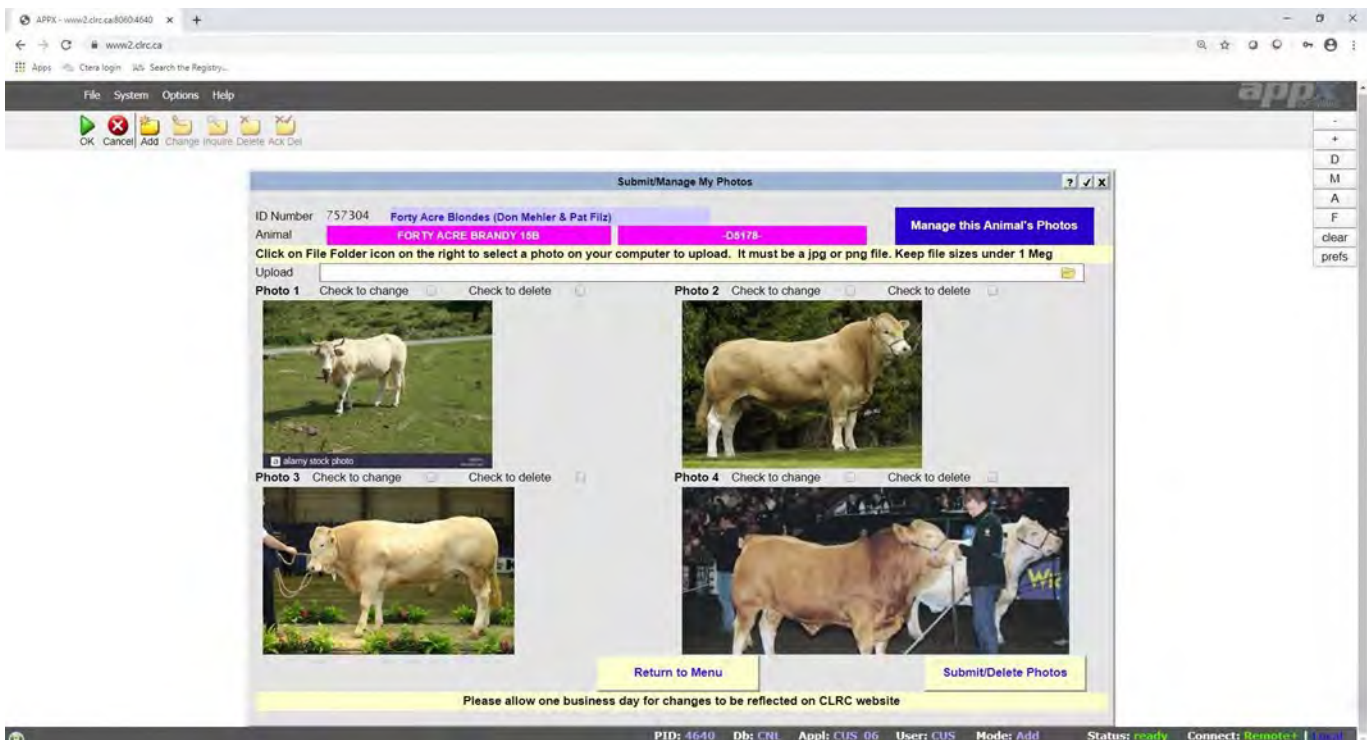 APPX - www2.clrc.ca:8060:4640
www2.clrc.ca
Apps Ctera login Search the Registry...
File System Options Help
appx
OK Cancel Add Change Inquire Delete Ack Del
-
+
D
M
A
F
clear
prefs
Submit/Manage My Photos
ID Number 757304 Forty Acre Blondes (Don Mehler & Pat Filz)
Manage this Animal's Photos
Animal FORTY ACRE BRANDY 15B -D5178-
Click on File Folder icon on the right to select a photo on your computer to upload. It must be a jpg or png file. Keep file sizes under 1 Meg
Upload
Photo 1 Check to change Check to delete Photo 2 Check to change Check to delete
a alamy stock photo
Photo 3 Check to change Check to delete Photo 4 Check to change Check to delete
Return to Menu Submit/Delete Photos
Please allow one business day for changes to be reflected on CLRC website
PID: 4640 Db: CNL Appl: CUS 06 User: CUS Mode: Add Status: ready Connect: Remote+ | Local